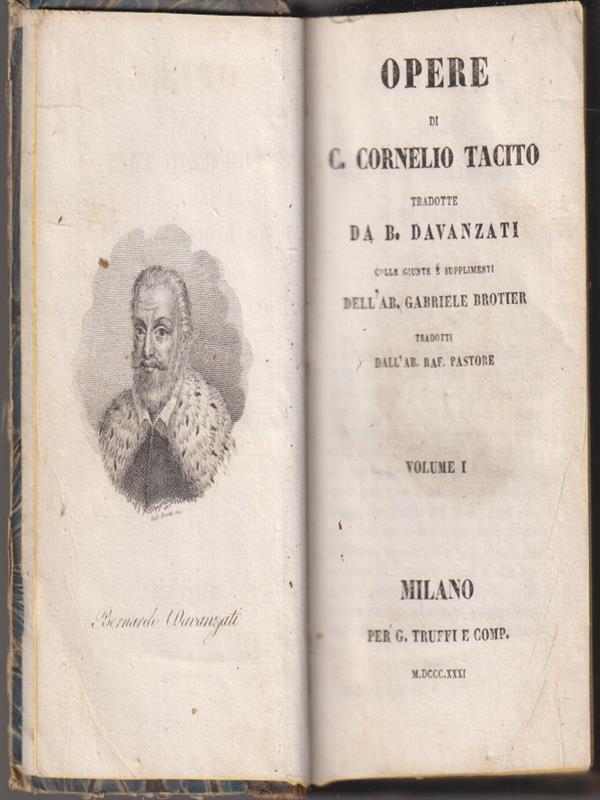 Bernardo Davanzati
OPERE
DI
C. CORNELIO TACITO
TRADOTTE
DA B. DAVANZATI
COLLE GIUNTE E SUPPLIMENTI
DELL'AB. GABRIELE BROTIER
TRADOTTI
DALL'AB. RAF. PASTORE
VOLUME I
MILANO
PER G. TRUFFI E COMP.
M.DCCC.XXXI